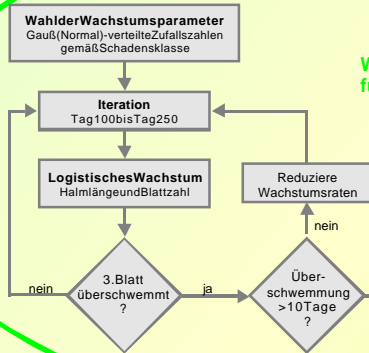 WahlderWachstumsparameter
Gauß(Normal)-verteilteZufallszahlen
gemäßSchadensklasse
Iteration
Tag100bisTag250
LogistischesWachstum
HalmlängeundBlattzahl
Reduziere
Wachstumsraten
nein
nein
3.Blatt
überschwemmt
?
ja
Über-
schwemmung
>10Tage
?